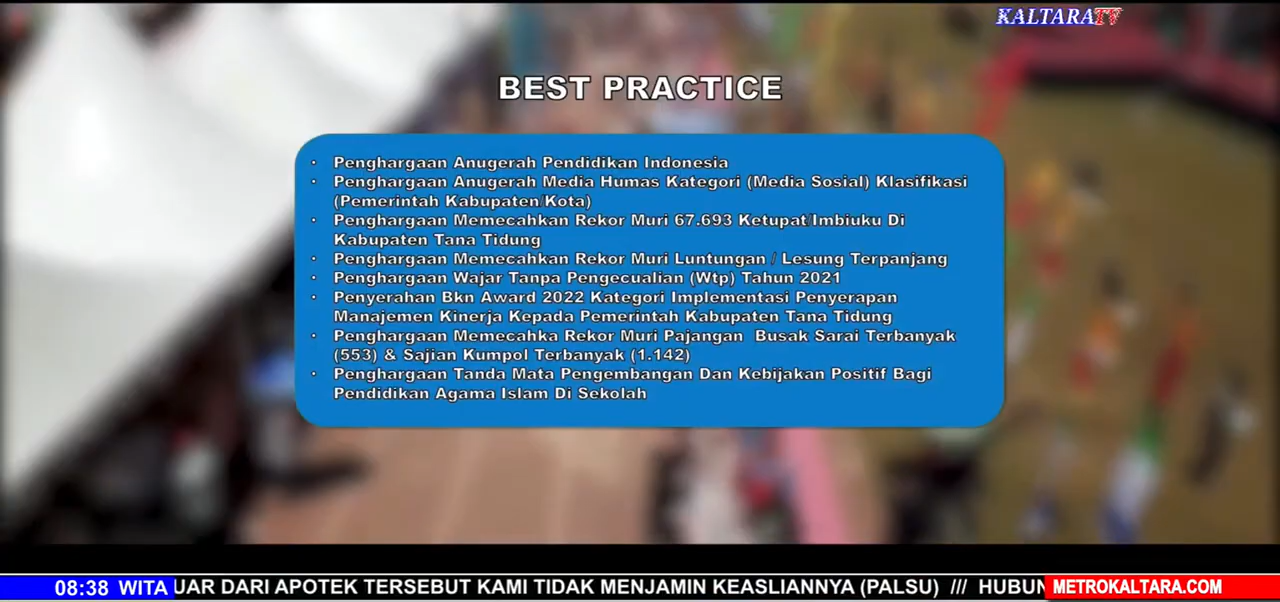 KALTARATV
BEST PRACTICE
• Penghargaan Anugerah Pendidikan Indonesia
• Penghargaan Anugerah Media Humas Kategori (Media Sosial) Klasifikasi
(Pemerintah Kabupaten/Kota)
• Penghargaan Memecahkan Rekor Muri 67.693 Ketupat/Imbiuku Di
Kabupaten Tana Tidung
• Penghargaan Memecahkan Rekor Muri Luntungan / Lesung Terpanjang
• Penghargaan Wajar Tanpa Pengecualian (Wtp) Tahun 2021
• Penyerahan Bkn Award 2022 Kategori Implementasi Penyerapan
Manajemen Kinerja Kepada Pemerintah Kabupaten Tana Tidung
• Penghargaan Memecahka Rekor Muri Pajangan Busak Sarai Terbanyak
(553) & Sajian Kumpol Terbanyak (1.142)
• Penghargaan Tanda Mata Pengembangan Dan Kebijakan Positif Bagi
Pendidikan Agama Islam Di Sekolah
08:38 WITA UAR DARI APOTEK TERSEBUT KAMI TIDAK MENJAMIN KEASLIANNYA (PALSU) /// HUBUN METROKALTARA.COM